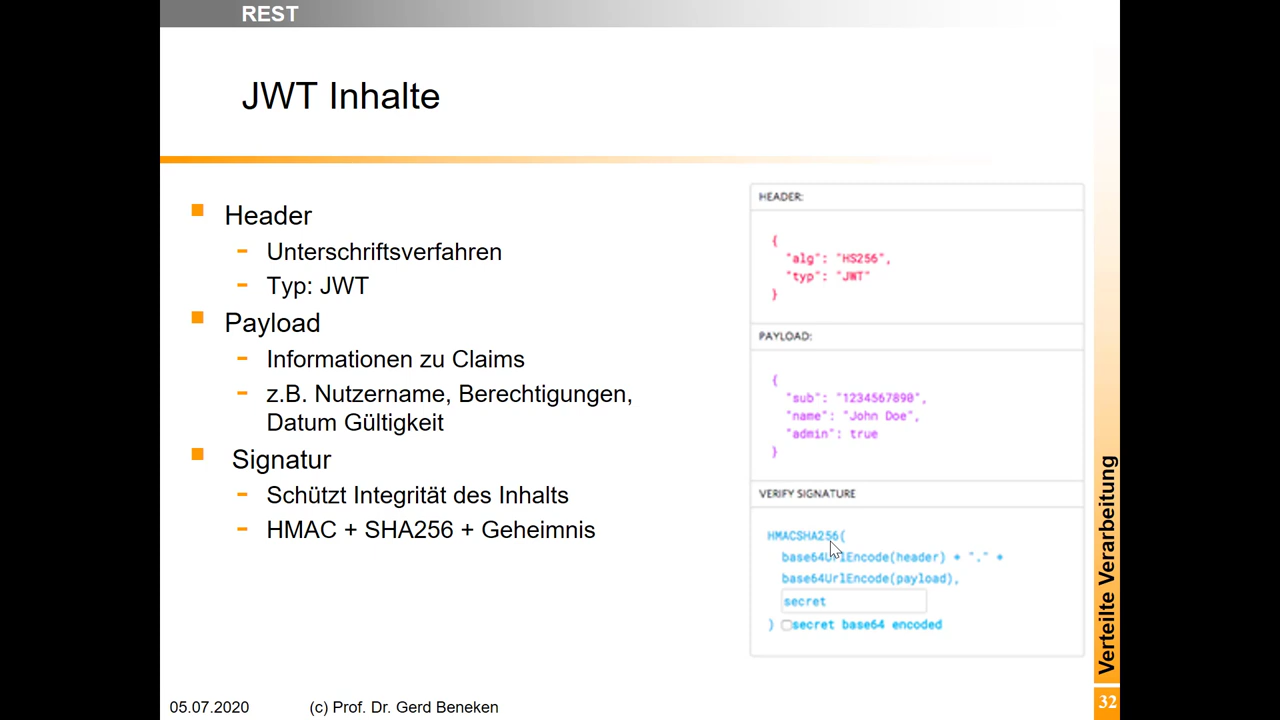 REST
JWT Inhalte
Header
- Unterschriftsverfahren
- Typ: JWT
Payload
- Informationen zu Claims
- z.B. Nutzername, Berechtigungen,
Datum Gültigkeit
Signatur
- Schützt Integrität des Inhalts
- HMAC + SHA256 + Geheimnis
HEADER:
{
"alg": "HS256",
"typ": "JWT"
}
PAYLOAD:
{
"sub": "1234567890",
"name": "John Doe",
"admin": true
}
VERIFY SIGNATURE
HMACSHA256(
base64UrlEncode(header) + "." +
base64UrlEncode(payload),
secret
) secret base64 encoded
Verteilte Verarbeitung
05.07.2020
(c) Prof. Dr. Gerd Beneken
32